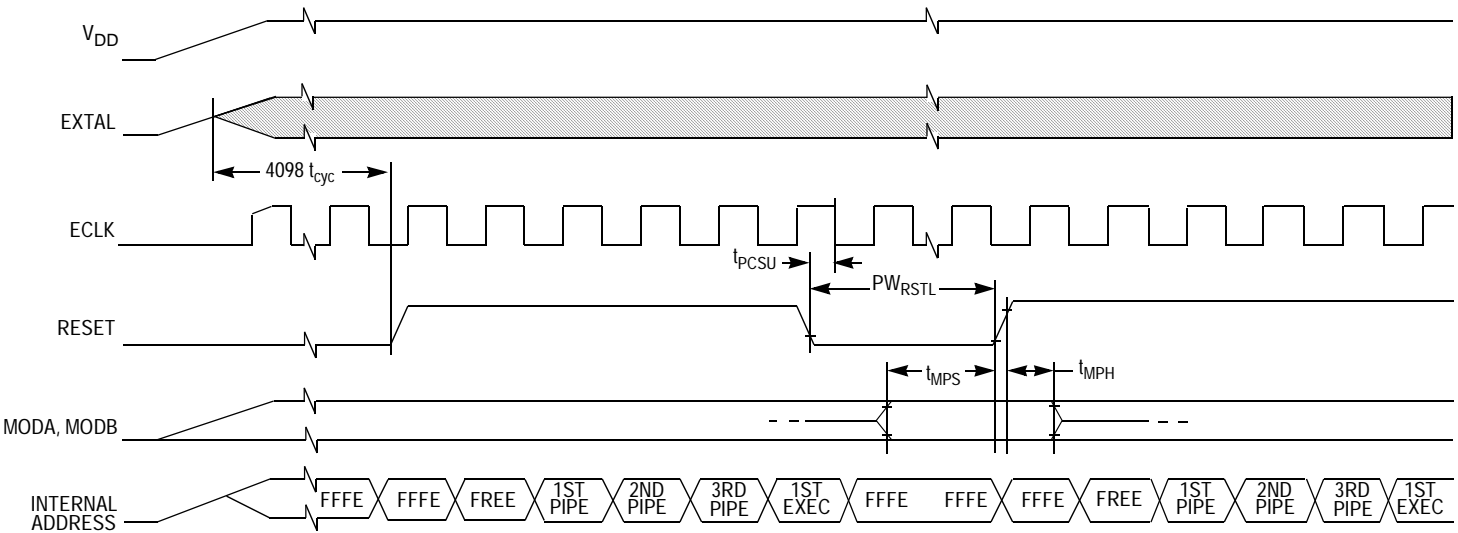 VDD
EXTAL
4098 tcyc
ECLK
tPCSU
PWRSTL
RESET
tMPS
tMPH
MODA, MODB
INTERNAL
ADDRESS
FFFE
FFFE
FREE
1ST
PIPE
2ND
PIPE
3RD
PIPE
1ST
EXEC
FFFE
FFFE
FFFE
FREE
1ST
PIPE
2ND
PIPE
3RD
PIPE
1ST
EXEC